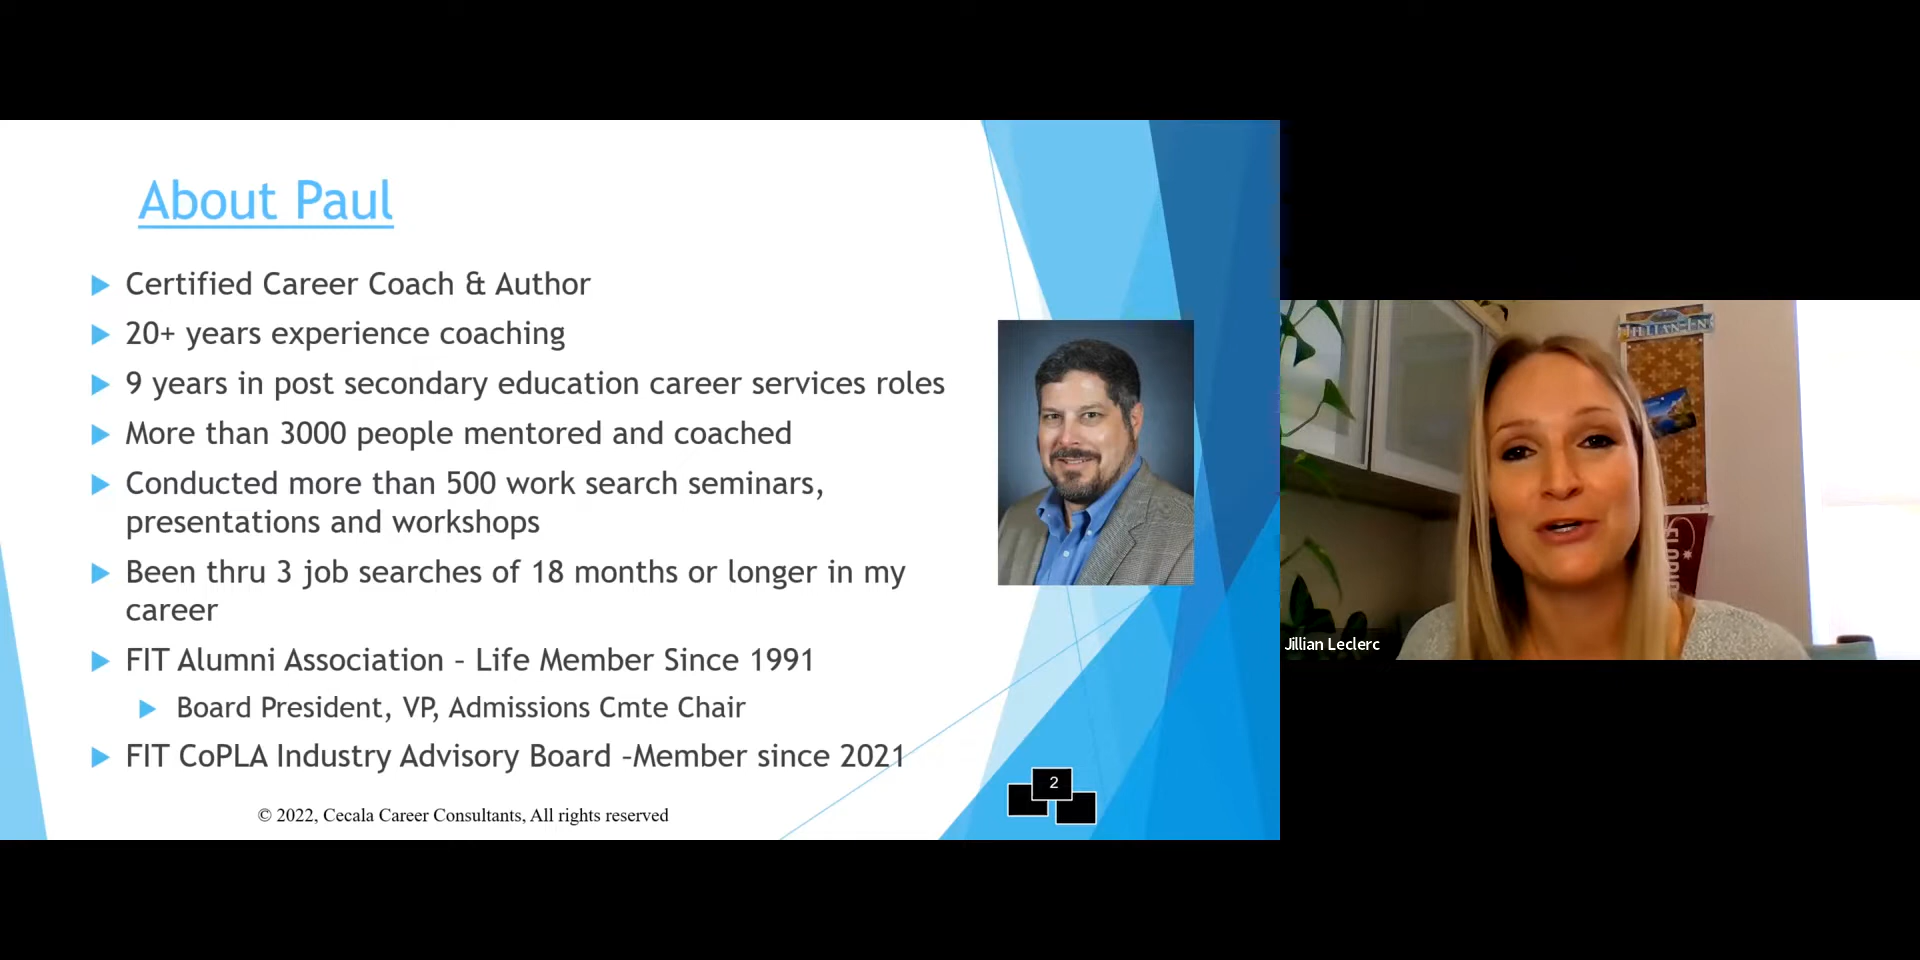 About Paul
Certified Career Coach & Author
20+ years experience coaching
9 years in post secondary education career services roles
More than 3000 people mentored and coached
Conducted more than 500 work search seminars,
presentations and workshops
Been thru 3 job searches of 18 months or longer in my
career
FIT Alumni Association – Life Member Since 1991
Board President, VP, Admissions Cmte Chair
FIT CoPLA Industry Advisory Board –Member since 2021
© 2022, Cecala Career Consultants, All rights reserved
2
JILLIAN
Jillian Leclerc